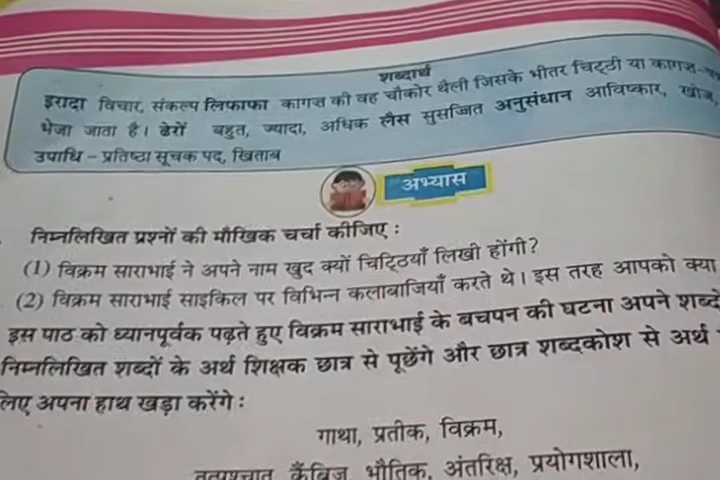 शब्दार्थ
इरादा विचार, संकल्प लिफाफा कागज की वह चौकोर थैली जिसके भीतर चिट्ठी या कागज-
भेजा जाता है। ढेरों बहुत, ज्यादा, अधिक लैस सुसज्जित अनुसंधान आविष्कार, खोज,
उपाधि – प्रतिष्ठा सूचक पद, खिताब
अभ्यास
निम्नलिखित प्रश्नों की मौखिक चर्चा कीजिए :
(1) विक्रम साराभाई ने अपने नाम खुद क्यों चिट्ठियाँ लिखी होंगी?
(2) विक्रम साराभाई साइकिल पर विभिन्न कलाबाजियाँ करते थे। इस तरह आपको क्या
इस पाठ को ध्यानपूर्वक पढ़ते हुए विक्रम साराभाई के बचपन की घटना अपने शब्दों
निम्नलिखित शब्दों के अर्थ शिक्षक छात्र से पूछेंगे और छात्र शब्दकोश से अर्थ
लिए अपना हाथ खड़ा करेंगे :
गाथा, प्रतीक, विक्रम,
तत्पश्चात् कैंब्रिज भौतिक, अंतरिक्ष, प्रयोगशाला,